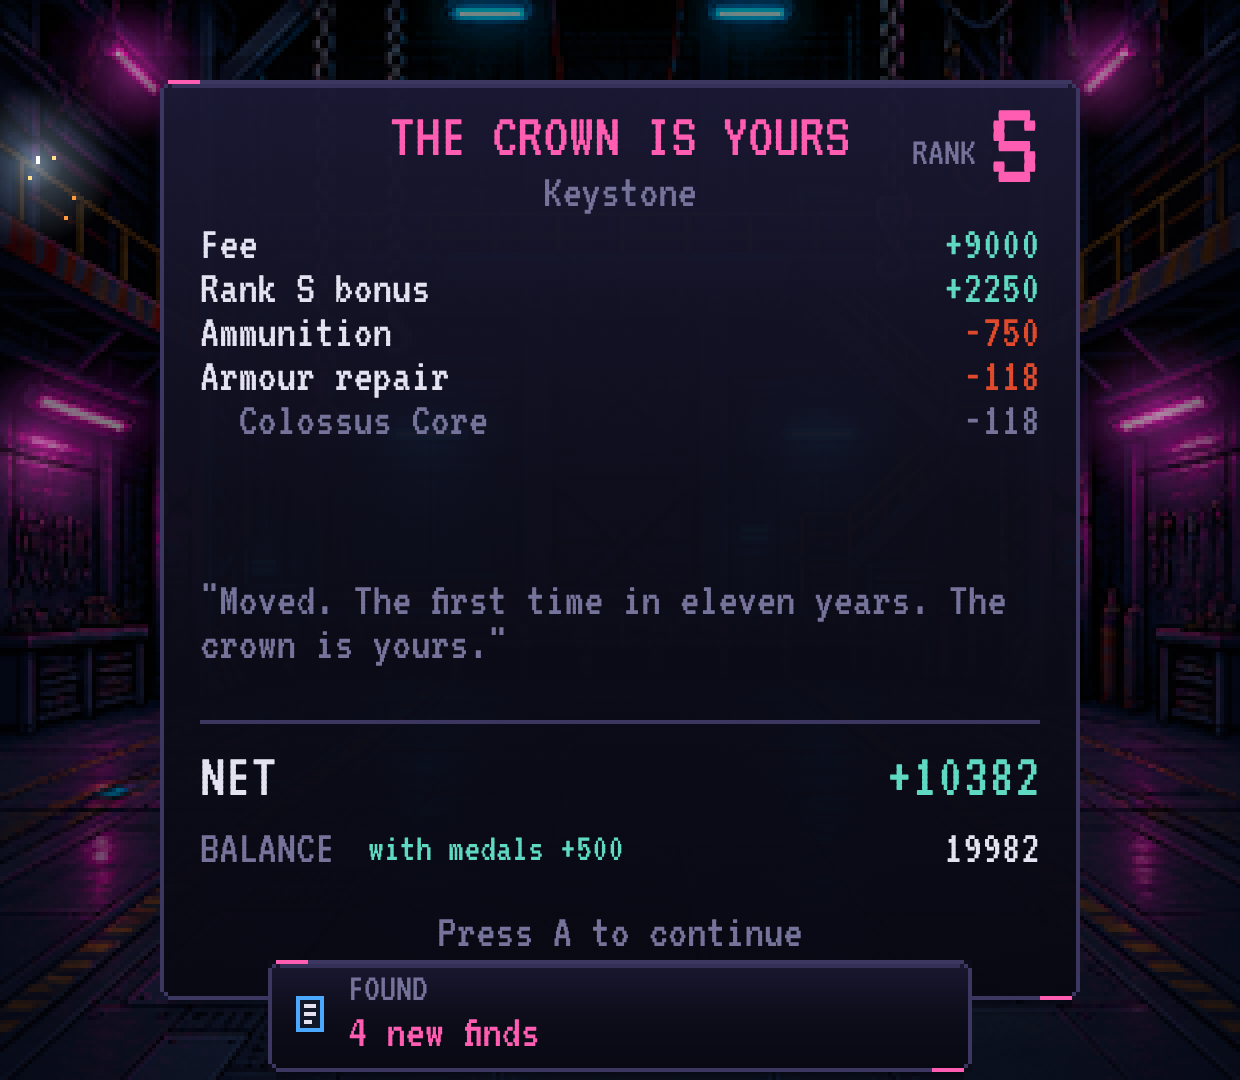 THE CROWN IS YOURS
RANK S
Keystone
Fee +9000
Rank S bonus +2250
Ammunition -750
Armour repair -118
Colossus Core -118
"Moved. The first time in eleven years. The
crown is yours."
NET +10382
BALANCE with medals +500 19982
Press A to continue
FOUND
4 new finds